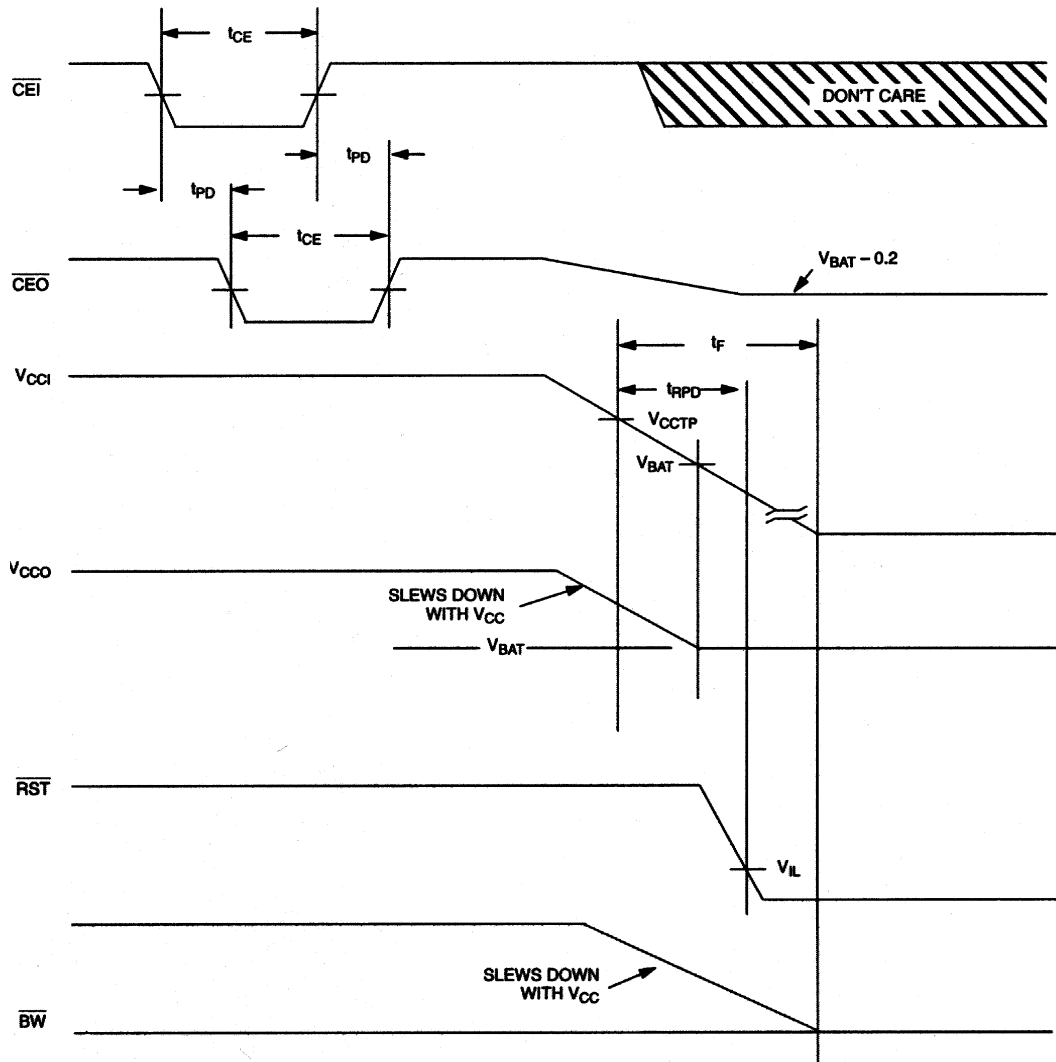 tCE
CEI
DON'T CARE
tPD
tPD
tCE
CEO
VBAT – 0.2
tF
VCCI
tRPD
VCCTP
VBAT
VCCO
SLEWS DOWN
WITH VCC
VBAT
RST
VIL
SLEWS DOWN
WITH VCC
BW